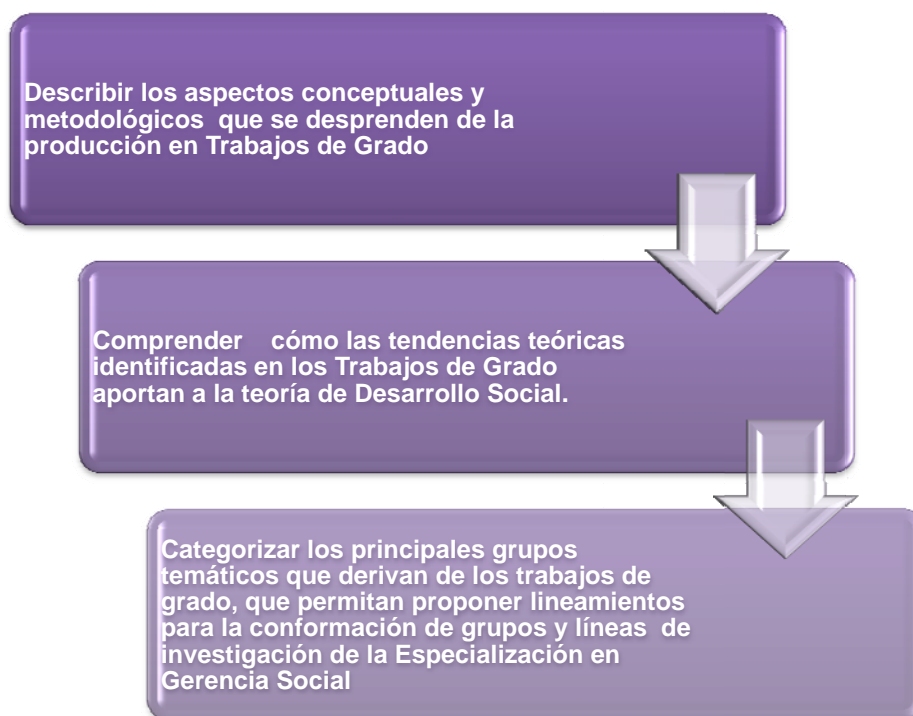 Describir los aspectos conceptuales y
metodológicos  que se desprenden de la
producción en Trabajos de Grado
Comprender    cómo las tendencias teóricas
identificadas en los Trabajos de Grado
aportan a la teoría de Desarrollo Social.
Categorizar los principales grupos
temáticos que derivan de los trabajos de
grado, que permitan proponer lineamientos
para la conformación de grupos y líneas  de
investigación de la Especialización en
Gerencia Social